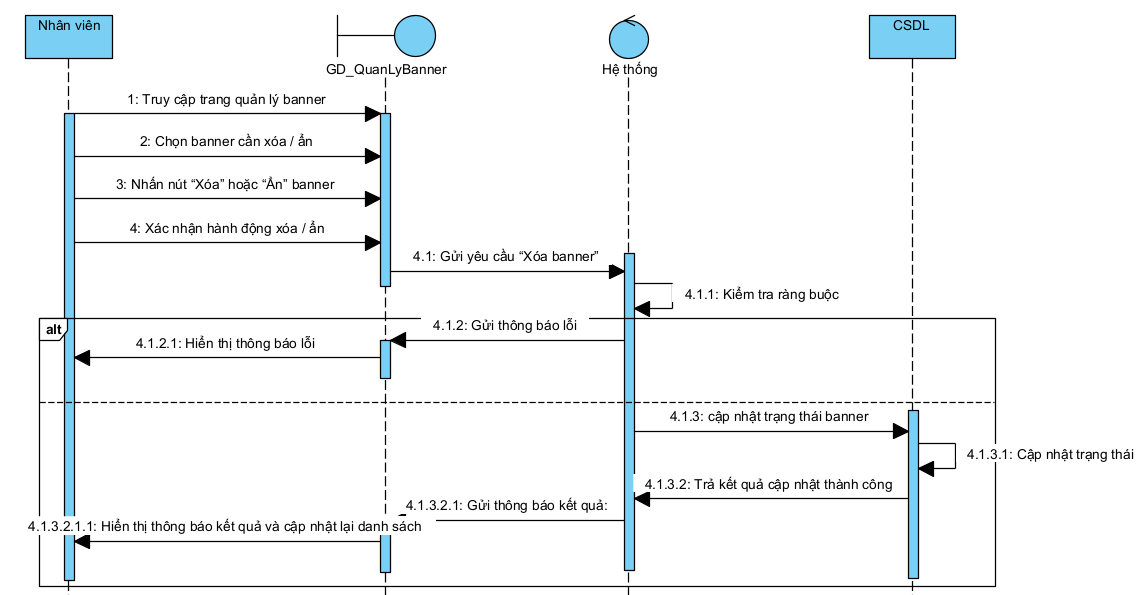 Nhân viên
GD_QuanLyBanner
Hệ thống
CSDL
1: Truy cập trang quản lý banner
2: Chọn banner cần xóa / ẩn
3: Nhấn nút “Xóa” hoặc “Ẩn” banner
4: Xác nhận hành động xóa / ẩn
4.1: Gửi yêu cầu “Xóa banner”
4.1.1: Kiểm tra ràng buộc
alt
4.1.2: Gửi thông báo lỗi
4.1.2.1: Hiển thị thông báo lỗi
4.1.3: cập nhật trạng thái banner
4.1.3.1: Cập nhật trạng thái
4.1.3.2: Trả kết quả cập nhật thành công
4.1.3.2.1: Gửi thông báo kết quả:
4.1.3.2.1.1: Hiển thị thông báo kết quả và cập nhật lại danh sách